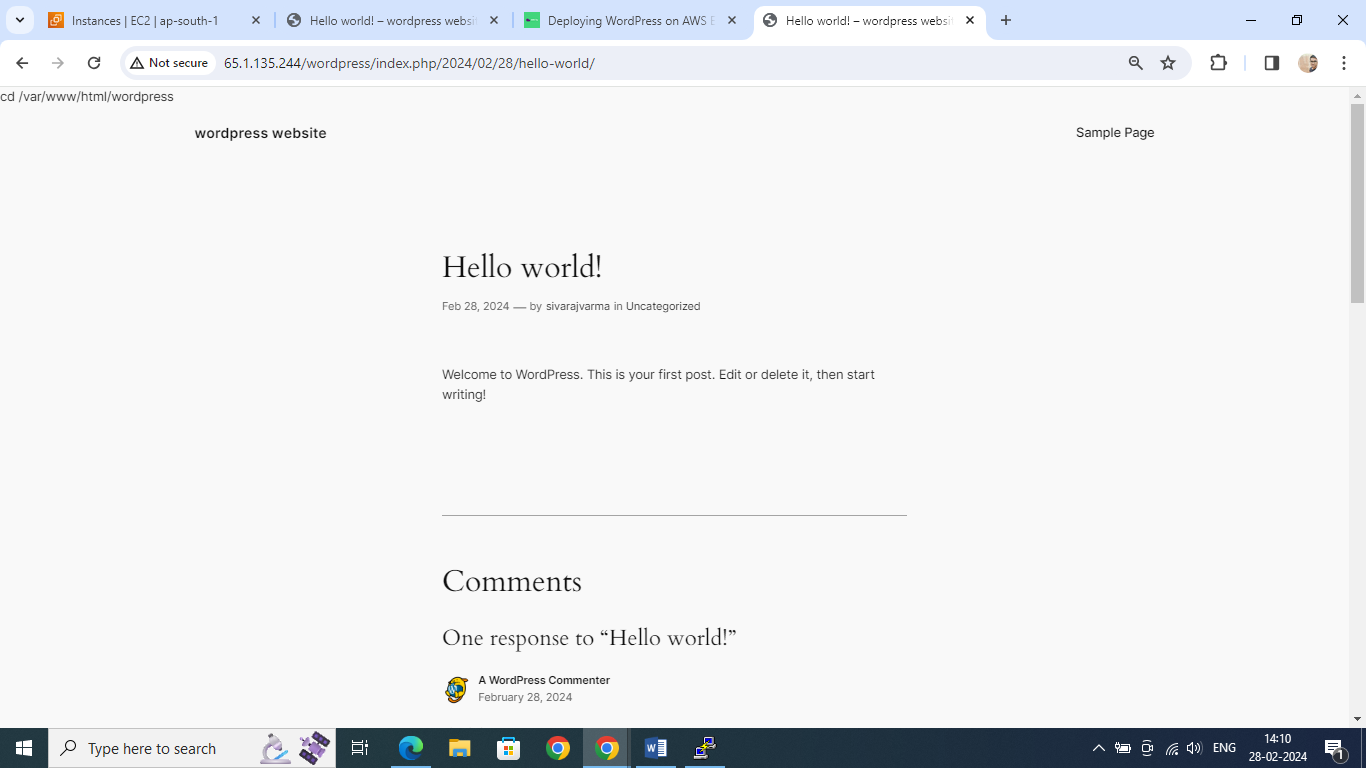 Instances | EC2 | ap-south-1
Hello world! – wordpress websi
Deploying WordPress on AWS E
Hello world! – wordpress websi
Not secure
65.1.135.244/wordpress/index.php/2024/02/28/hello-world/
cd /var/www/html/wordpress
wordpress website
Sample Page
Hello world!
Feb 28, 2024 — by sivarajvarma in Uncategorized
Welcome to WordPress. This is your first post. Edit or delete it, then start
writing!
Comments
One response to “Hello world!”
A WordPress Commenter
February 28, 2024
Type here to search
ENG
14:10
28-02-2024
1